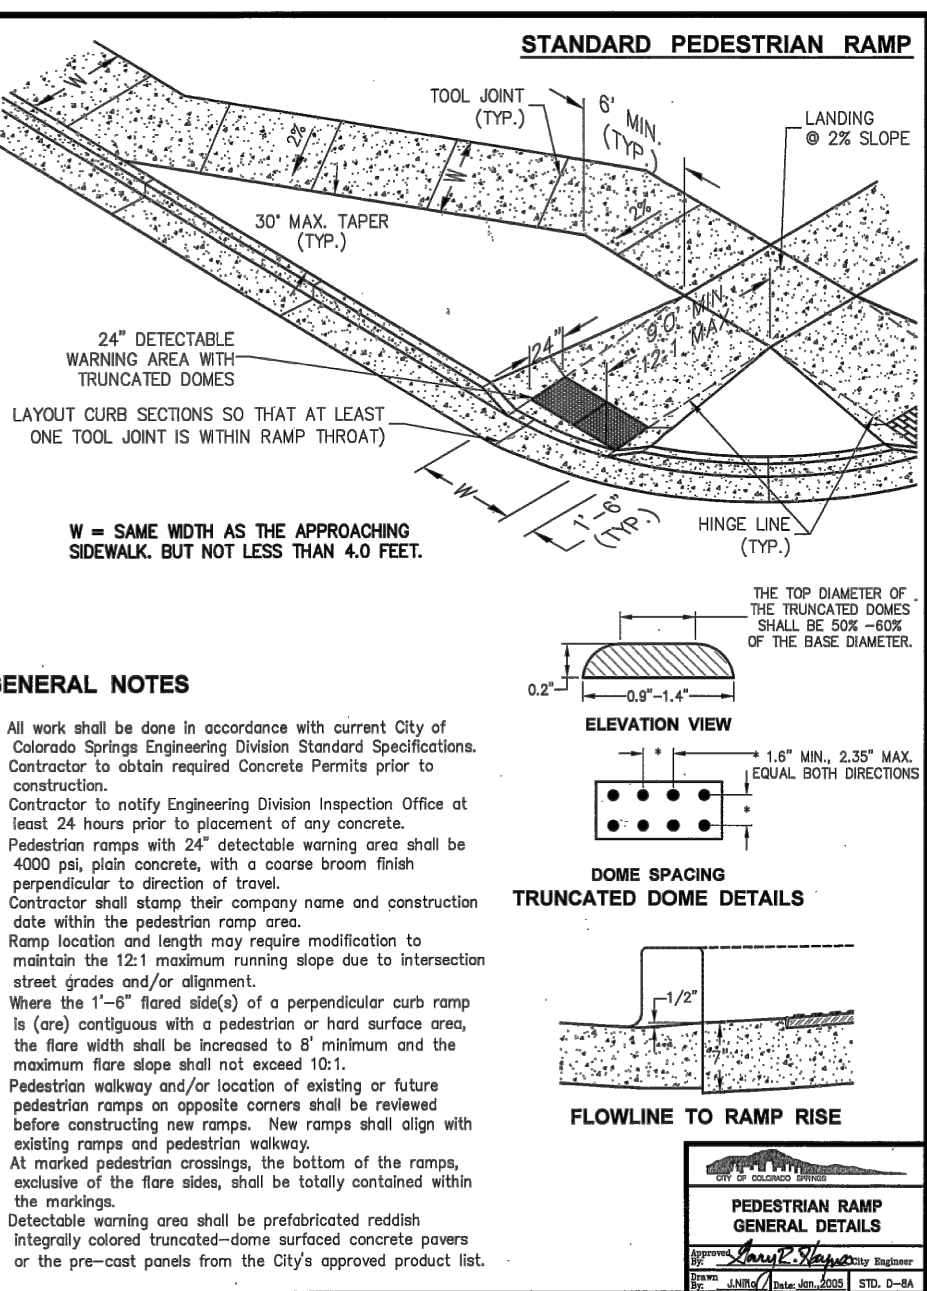 STANDARD PEDESTRIAN RAMP
W
TOOL JOINT
(TYP.)
6'
MIN.
(TYP.)
LANDING
@ 2% SLOPE
2%
W
2%
30° MAX. TAPER
(TYP.)
24"
9.0' MIN.
12:1 MAX.
24" DETECTABLE
WARNING AREA WITH
TRUNCATED DOMES
LAYOUT CURB SECTIONS SO THAT AT LEAST
ONE TOOL JOINT IS WITHIN RAMP THROAT)
W
1'
6"
(TYP.)
HINGE LINE
(TYP.)
W = SAME WIDTH AS THE APPROACHING
SIDEWALK. BUT NOT LESS THAN 4.0 FEET.
THE TOP DIAMETER OF
THE TRUNCATED DOMES
SHALL BE 50% -60%
OF THE BASE DIAMETER.
0.2"
0.9"-1.4"
ELEVATION VIEW
*
* 1.6" MIN., 2.35" MAX.
EQUAL BOTH DIRECTIONS
*
DOME SPACING
TRUNCATED DOME DETAILS
1/2"
7"
FLOWLINE TO RAMP RISE
GENERAL NOTES
All work shall be done in accordance with current City of
Colorado Springs Engineering Division Standard Specifications.
Contractor to obtain required Concrete Permits prior to
construction.
Contractor to notify Engineering Division Inspection Office at
least 24 hours prior to placement of any concrete.
Pedestrian ramps with 24" detectable warning area shall be
4000 psi, plain concrete, with a coarse broom finish
perpendicular to direction of travel.
Contractor shall stamp their company name and construction
date within the pedestrian ramp area.
Ramp location and length may require modification to
maintain the 12:1 maximum running slope due to intersection
street grades and/or alignment.
Where the 1'-6" flared side(s) of a perpendicular curb ramp
is (are) contiguous with a pedestrian or hard surface area,
the flare width shall be increased to 8' minimum and the
maximum flare slope shall not exceed 10:1.
Pedestrian walkway and/or location of existing or future
pedestrian ramps on opposite corners shall be reviewed
before constructing new ramps. New ramps shall align with
existing ramps and pedestrian walkway.
At marked pedestrian crossings, the bottom of the ramps,
exclusive of the flare sides, shall be totally contained within
the markings.
Detectable warning area shall be prefabricated reddish
integrally colored truncated-dome surfaced concrete pavers
or the pre-cast panels from the City's approved product list.
CITY OF COLORADO SPRINGS
PEDESTRIAN RAMP
GENERAL DETAILS
Approved By: Gary R. Haynes City Engineer
Drawn By: J.Nino Date: Jan.,2005 STD. D-8A